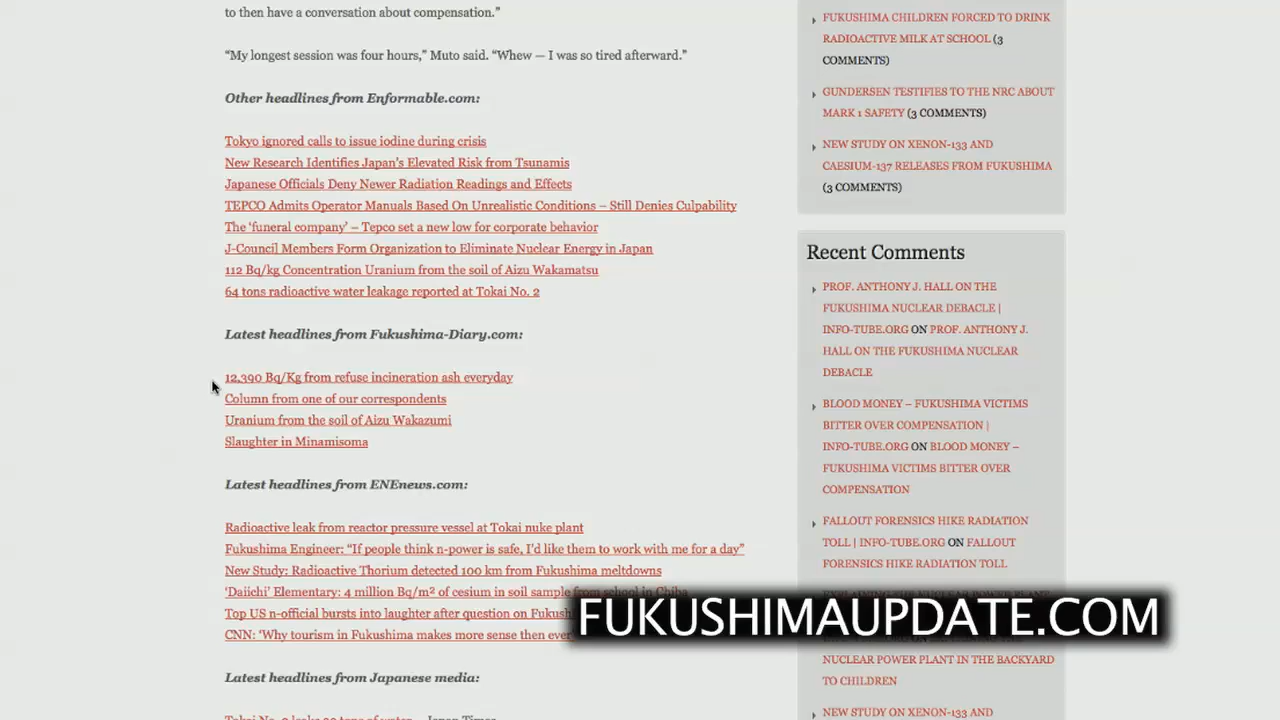 to then have a conversation about compensation.”
“My longest session was four hours,” Muto said. “Whew — I was so tired afterward.”
Other headlines from Enformable.com:
Tokyo ignored calls to issue iodine during crisis
New Research Identifies Japan’s Elevated Risk from Tsunamis
Japanese Officials Deny Newer Radiation Readings and Effects
TEPCO Admits Operator Manuals Based On Unrealistic Conditions – Still Denies Culpability
The ‘funeral company’ – Tepco set a new low for corporate behavior
J-Council Members Form Organization to Eliminate Nuclear Energy in Japan
112 Bq/kg Concentration Uranium from the soil of Aizu Wakamatsu
64 tons radioactive water leakage reported at Tokai No. 2
Latest headlines from Fukushima-Diary.com:
12,390 Bq/Kg from refuse incineration ash everyday
Column from one of our correspondents
Uranium from the soil of Aizu Wakazumi
Slaughter in Minamisoma
Latest headlines from ENEnews.com:
Radioactive leak from reactor pressure vessel at Tokai nuke plant
Fukushima Engineer: “If people think n-power is safe, I’d like them to work with me for a day”
New Study: Radioactive Thorium detected 100 km from Fukushima meltdowns
‘Daiichi’ Elementary: 4 million Bq/m² of cesium in soil sample from school in Chiba
Top US n-official bursts into laughter after question on
CNN: ‘Why tourism in Fukushima makes more sense then
Latest headlines from Japanese media:
FUKUSHIMA CHILDREN FORCED TO DRINK
RADIOACTIVE MILK AT SCHOOL (3
COMMENTS)
GUNDERSEN TESTIFIES TO THE NRC ABOUT
MARK 1 SAFETY (3 COMMENTS)
NEW STUDY ON XENON-133 AND
CAESIUM-137 RELEASES FROM FUKUSHIMA
(3 COMMENTS)
Recent Comments
PROF. ANTHONY J. HALL ON THE
FUKUSHIMA NUCLEAR DEBACLE |
INFO-TUBE.ORG ON PROF. ANTHONY J.
HALL ON THE FUKUSHIMA NUCLEAR
DEBACLE
BLOOD MONEY – FUKUSHIMA VICTIMS
BITTER OVER COMPENSATION |
INFO-TUBE.ORG ON BLOOD MONEY –
FUKUSHIMA VICTIMS BITTER OVER
COMPENSATION
FALLOUT FORENSICS HIKE RADIATION
TOLL | INFO-TUBE.ORG ON FALLOUT
FORENSICS HIKE RADIATION TOLL
NUCLEAR POWER PLANT IN THE BACKYARD
TO CHILDREN
NEW STUDY ON XENON-133 AND
FUKUSHIMAUPDATE.COM